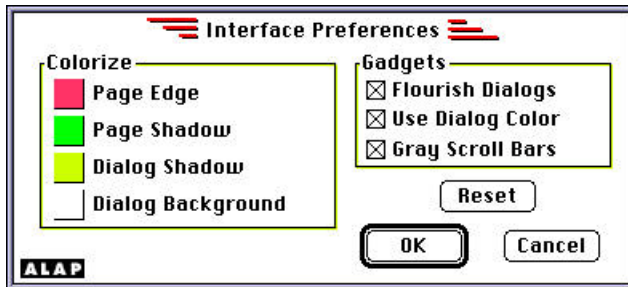 Interface Preferences
Colorize
Page Edge
Page Shadow
Dialog Shadow
Dialog Background
Gadgets
Flourish Dialogs
Use Dialog Color
Gray Scroll Bars
Reset
OK
Cancel
ALAP